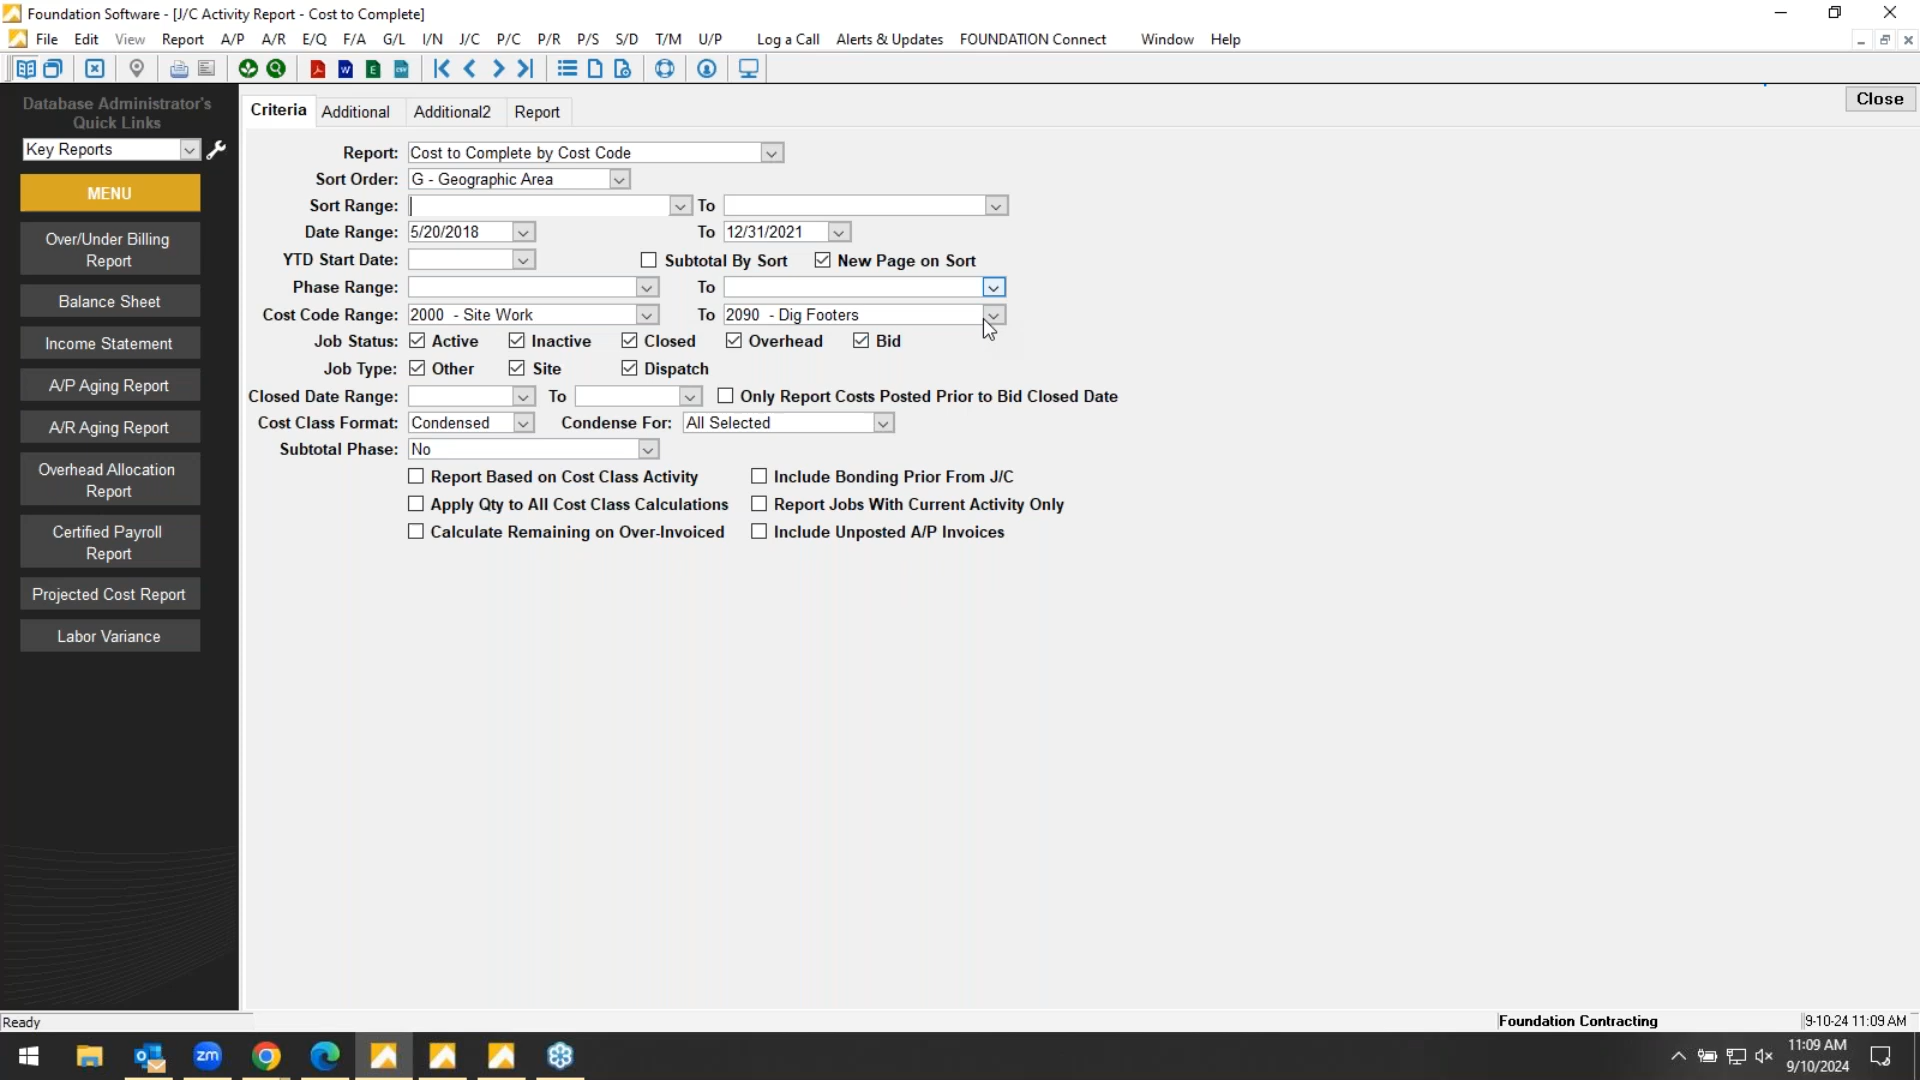 Foundation Software - [J/C Activity Report - Cost to Complete]
File Edit View Report A/P A/R E/Q F/A G/L I/N J/C P/C P/R P/S S/D T/M U/P Log a Call Alerts & Updates FOUNDATION Connect Window Help
Database Administrator's
Quick Links
Key Reports
MENU
Over/Under Billing
Report
Balance Sheet
Income Statement
A/P Aging Report
A/R Aging Report
Overhead Allocation
Report
Certified Payroll
Report
Projected Cost Report
Labor Variance
Close
Criteria Additional Additional2 Report
Report: Cost to Complete by Cost Code
Sort Order: G - Geographic Area
Sort Range: To
Date Range: 5/20/2018 To 12/31/2021
YTD Start Date: Subtotal By Sort New Page on Sort
Phase Range: To
Cost Code Range: 2000 - Site Work To 2090 - Dig Footers
Job Status: Active Inactive Closed Overhead Bid
Job Type: Other Site Dispatch
Closed Date Range: To Only Report Costs Posted Prior to Bid Closed Date
Cost Class Format: Condensed Condense For: All Selected
Subtotal Phase: No
Report Based on Cost Class Activity Include Bonding Prior From J/C
Apply Qty to All Cost Class Calculations Report Jobs With Current Activity Only
Calculate Remaining on Over-Invoiced Include Unposted A/P Invoices
Ready Foundation Contracting 9-10-24 11:09 AM
zm
11:09 AM
9/10/2024